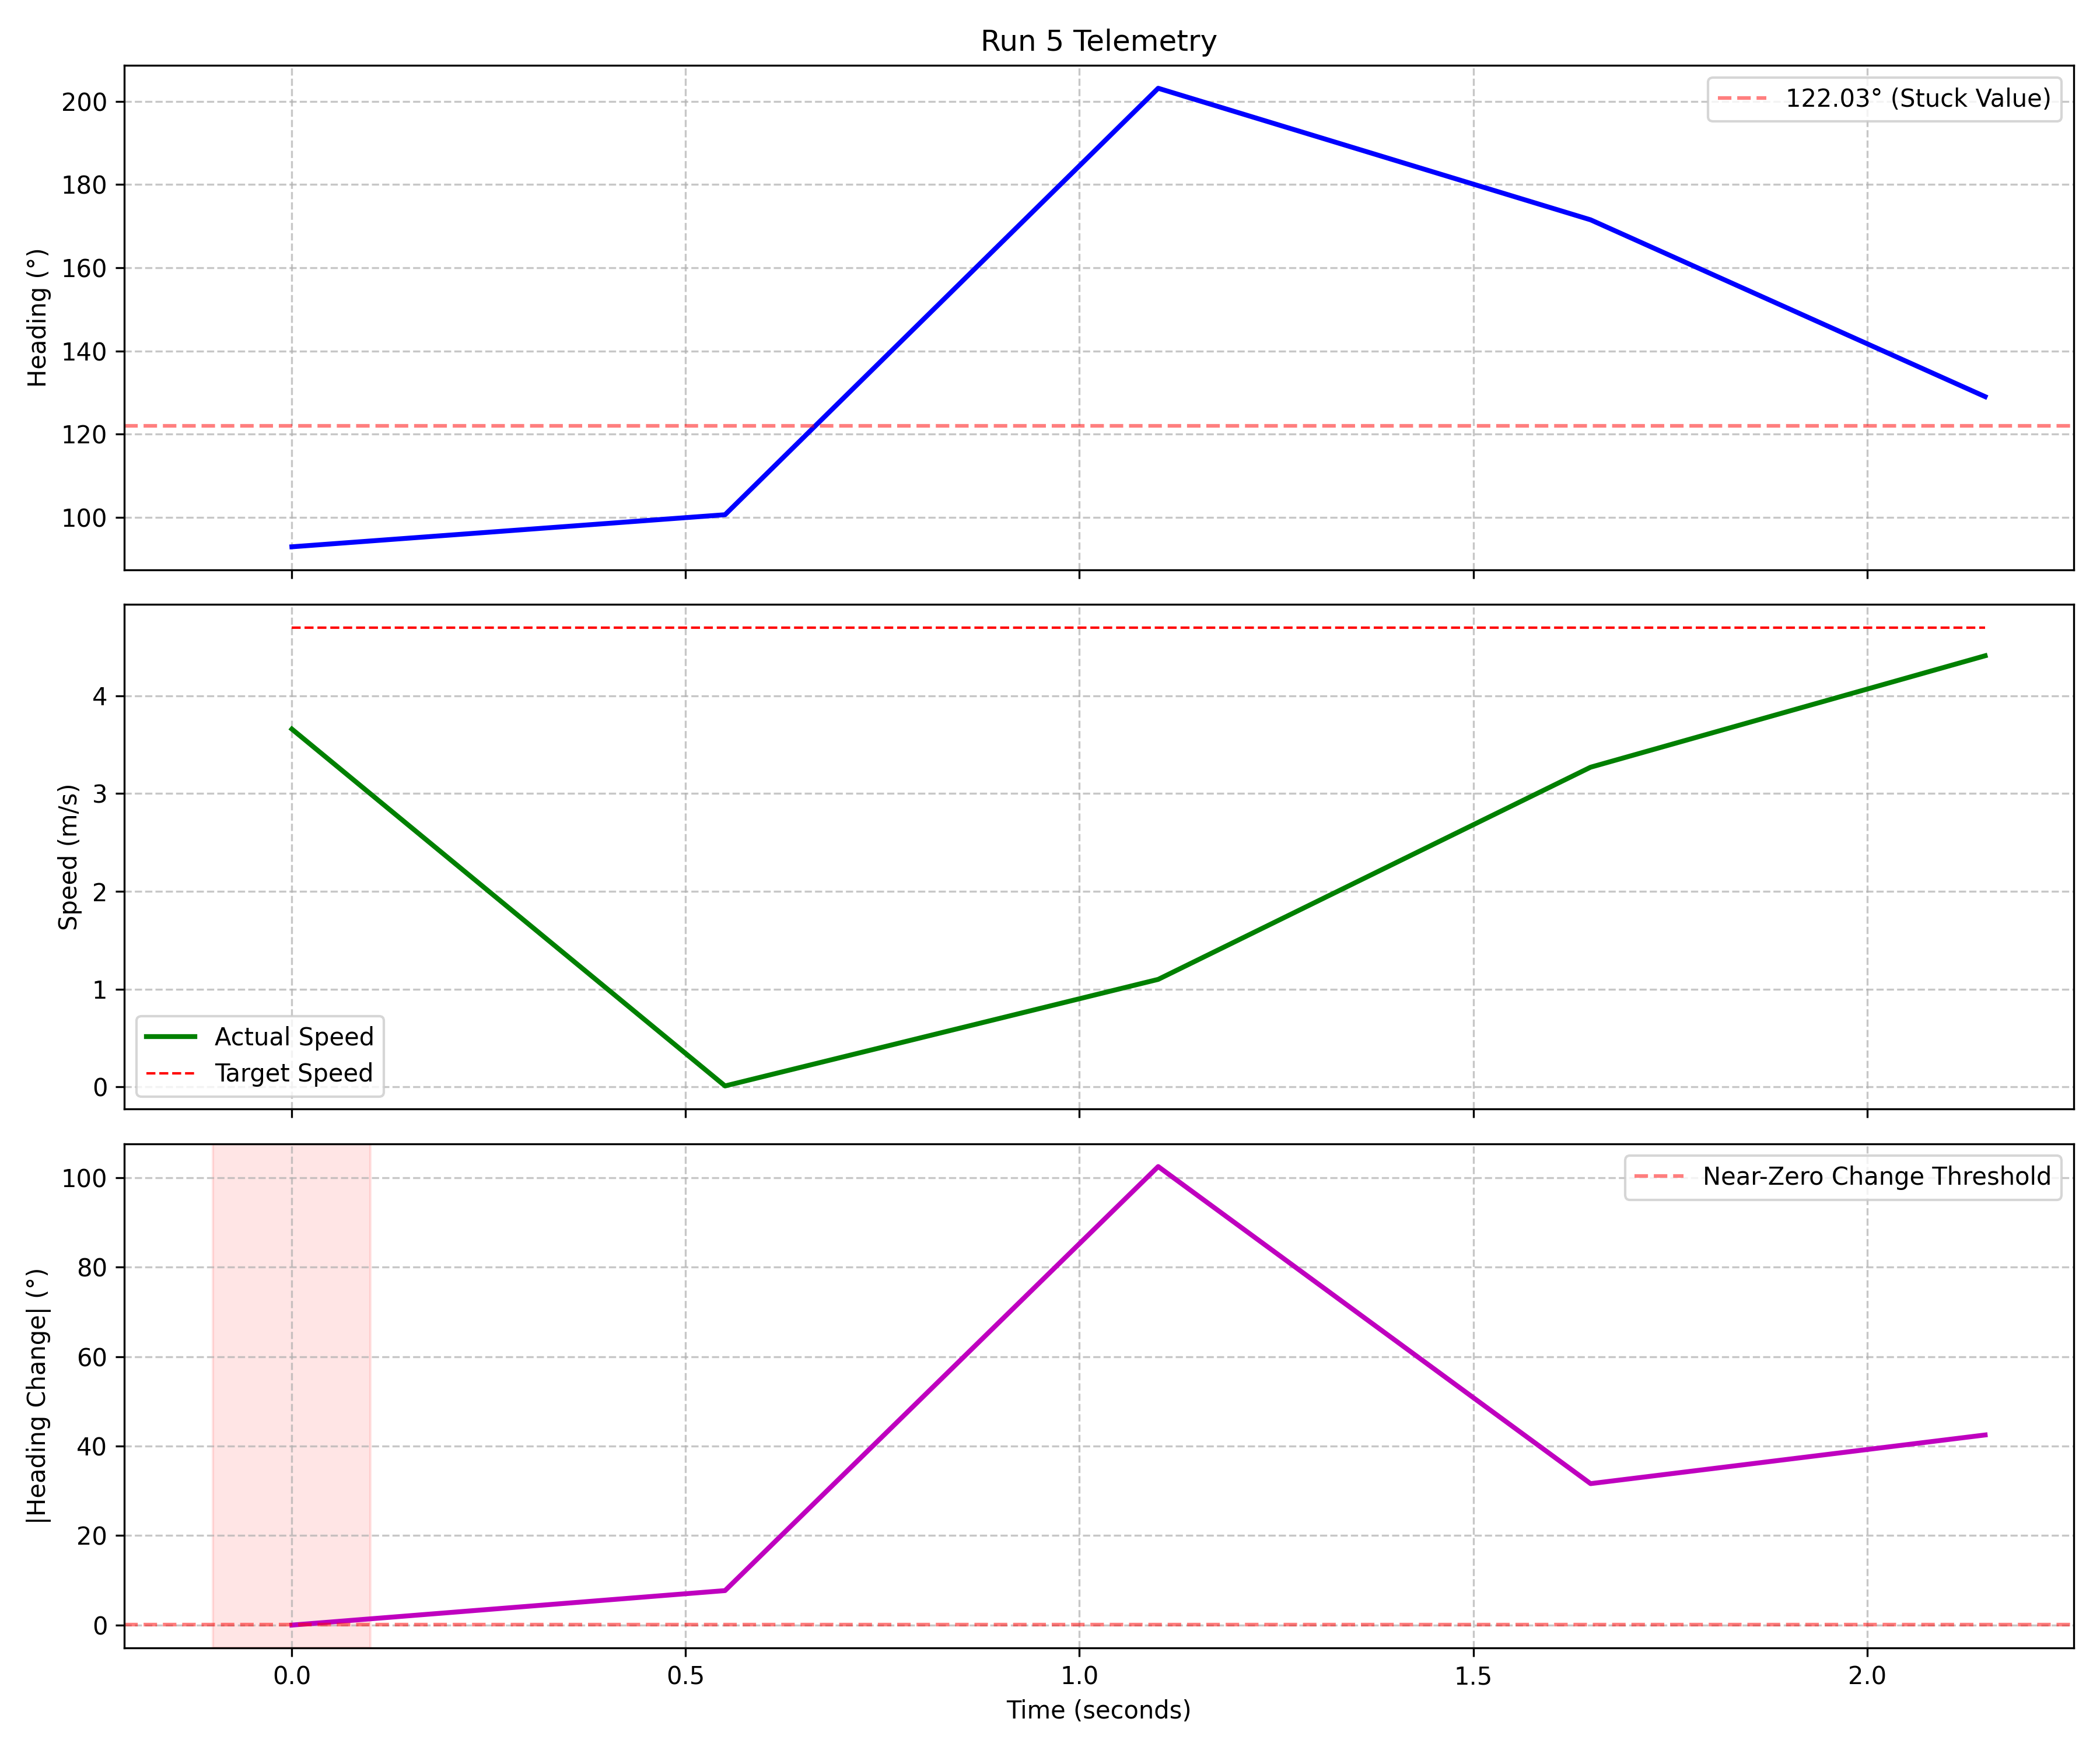 Run 5 Telemetry
Heading (°)
200
180
160
140
120
100
122.03° (Stuck Value)
Speed (m/s)
4
3
2
1
0
Actual Speed
Target Speed
|Heading Change| (°)
100
80
60
40
20
0
Near-Zero Change Threshold
0.0 0.5 1.0 1.5 2.0
Time (seconds)